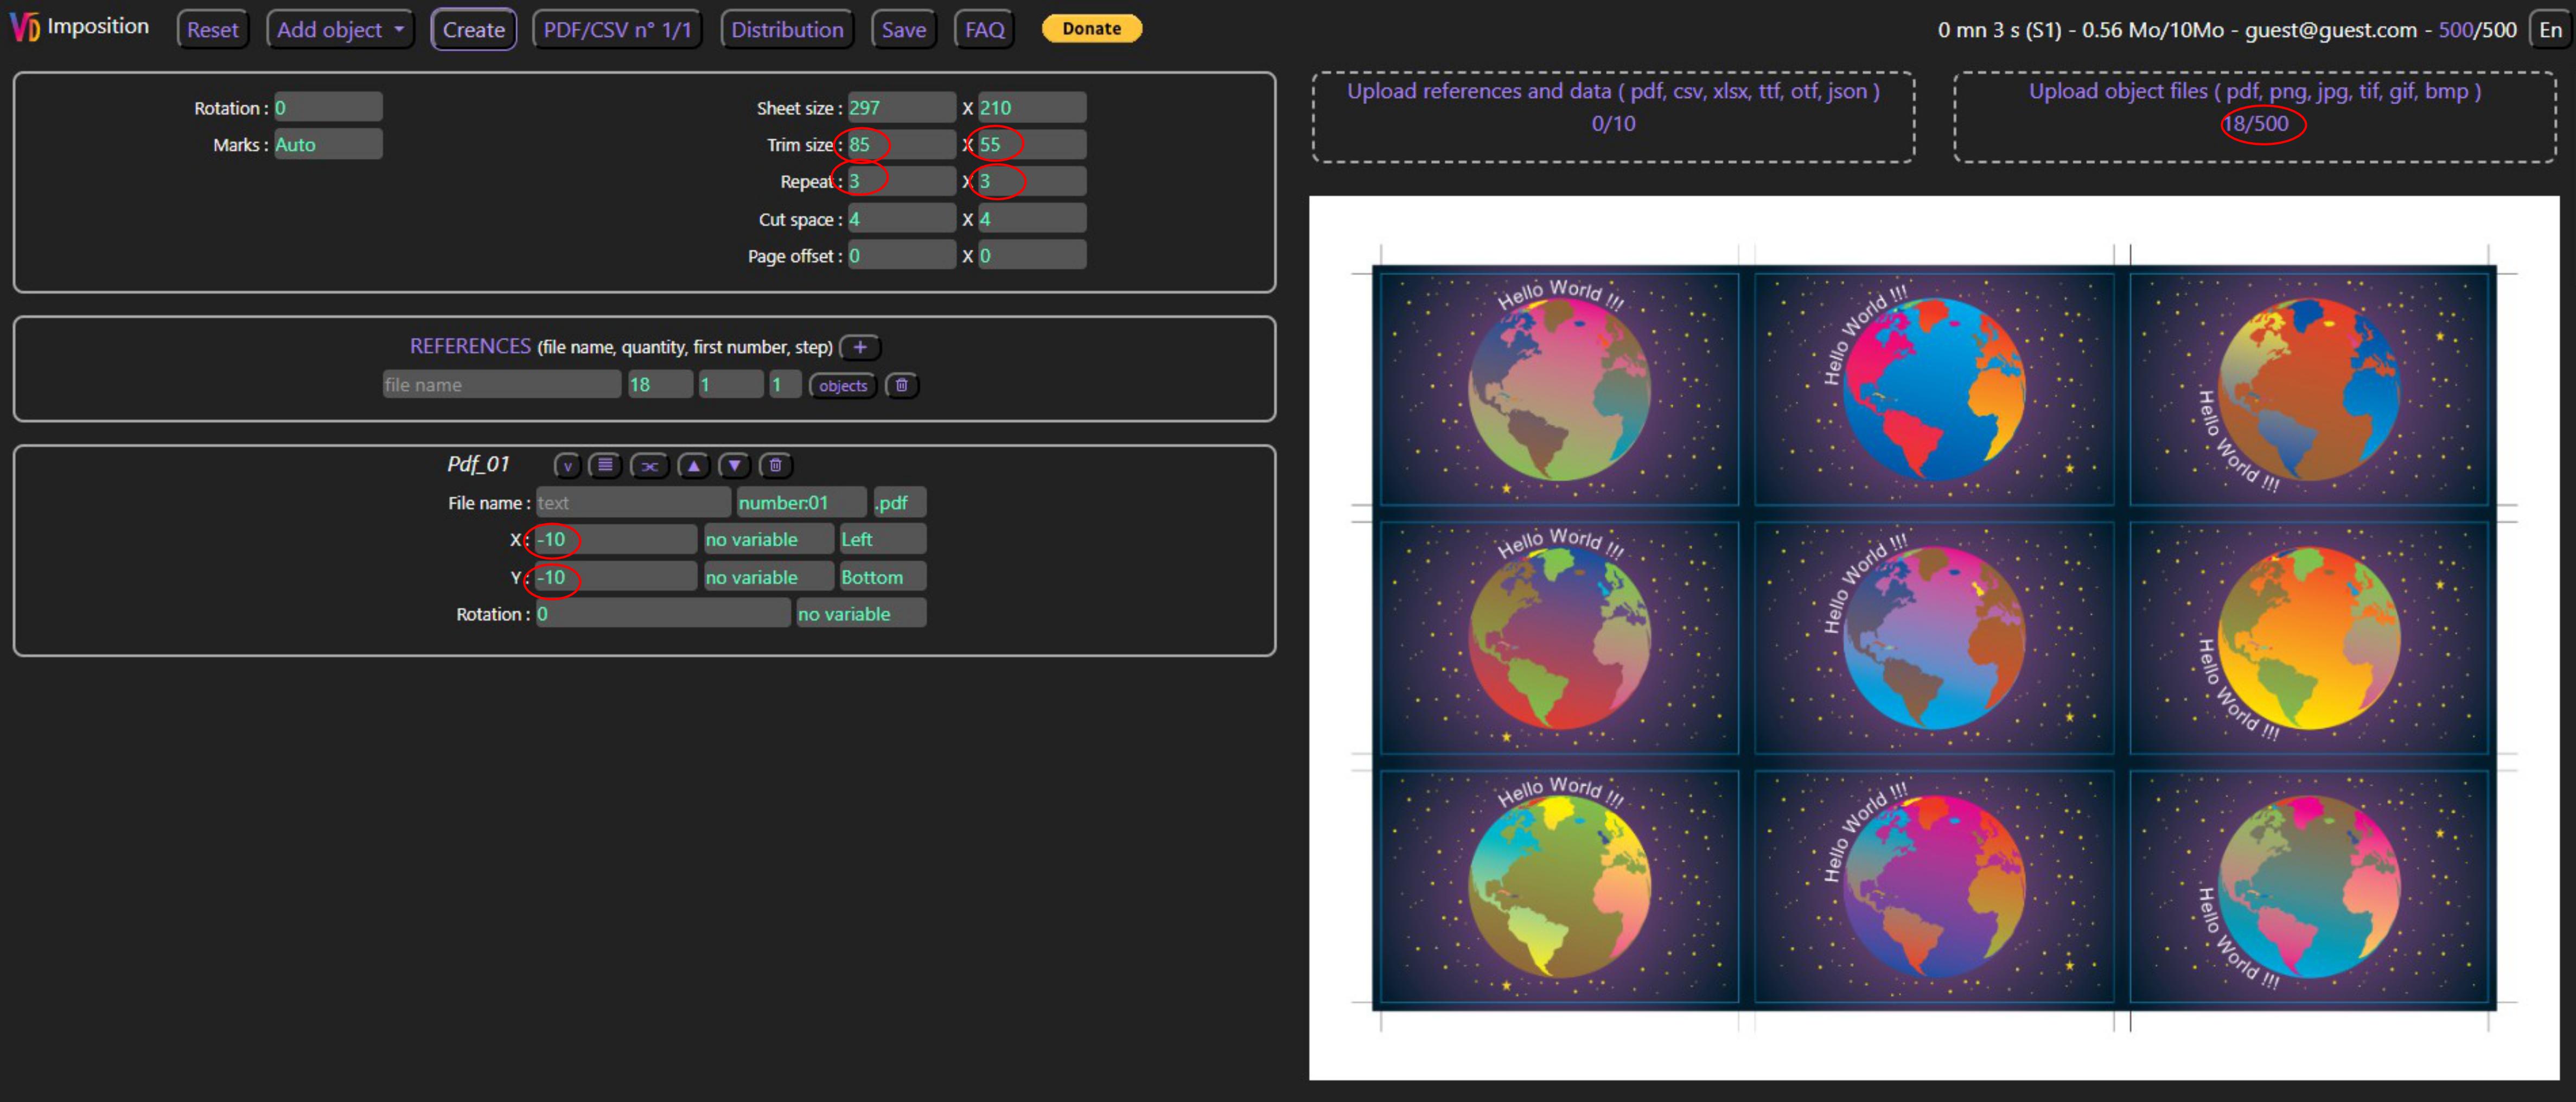 VD Imposition Reset Add object Create PDF/CSV n° 1/1 Distribution Save FAQ Donate 0 mn 3 s (S1) - 0.56 Mo/10Mo - guest@guest.com - 500/500 En
Rotation : 0
Marks : Auto
Sheet size : 297 X 210
Trim size : 85 X 55
Repeat : 3 X 3
Cut space : 4 X 4
Page offset : 0 X 0
REFERENCES (file name, quantity, first number, step) +
file name 18 1 1 objects
Pdf_01 v ▲ ▼
File name : text number:01 .pdf
X : -10 no variable Left
Y : -10 no variable Bottom
Rotation : 0 no variable
Upload references and data ( pdf, csv, xlsx, ttf, otf, json )
0/10
Upload object files ( pdf, png, jpg, tif, gif, bmp )
18/500
Hello World !!!
Hello World !!!
Hello World !!!
Hello World !!!
Hello World !!!
Hello World !!!
Hello World !!!
Hello World !!!
Hello World !!!